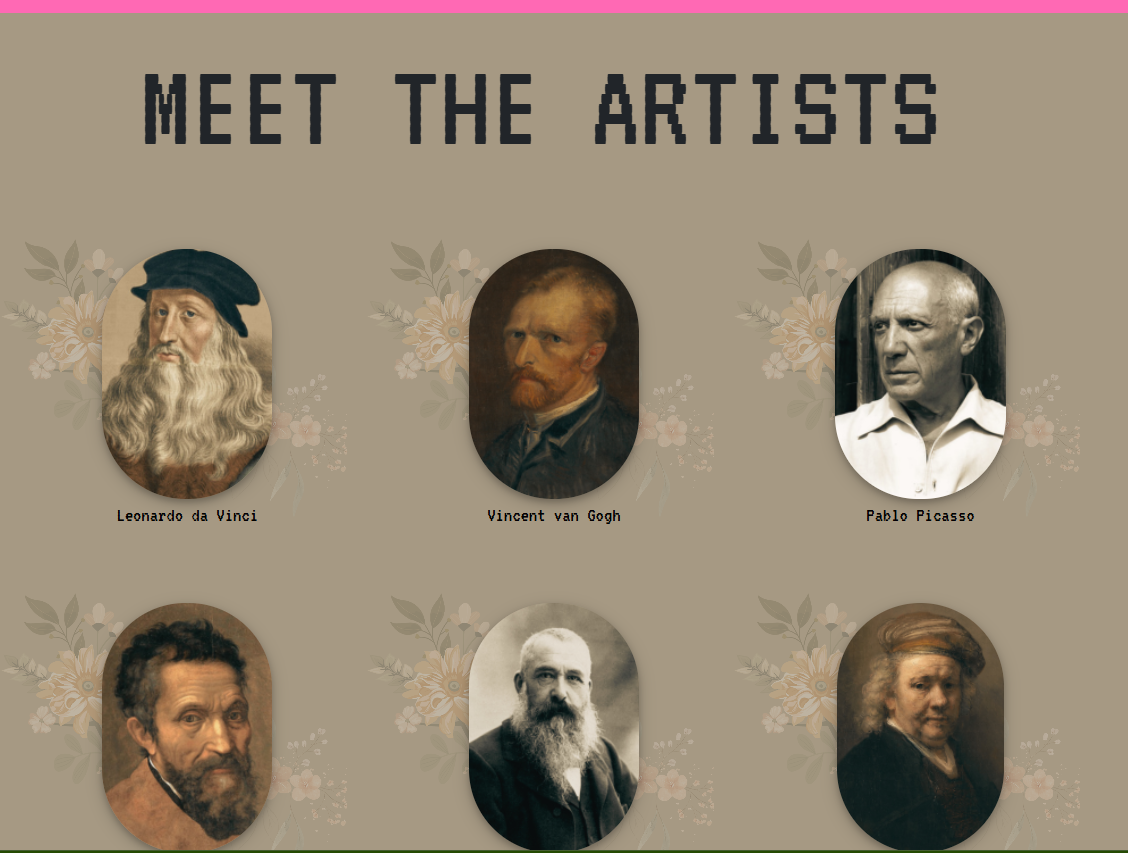 MEET THE ARTISTS
Leonardo da Vinci
Vincent van Gogh
Pablo Picasso